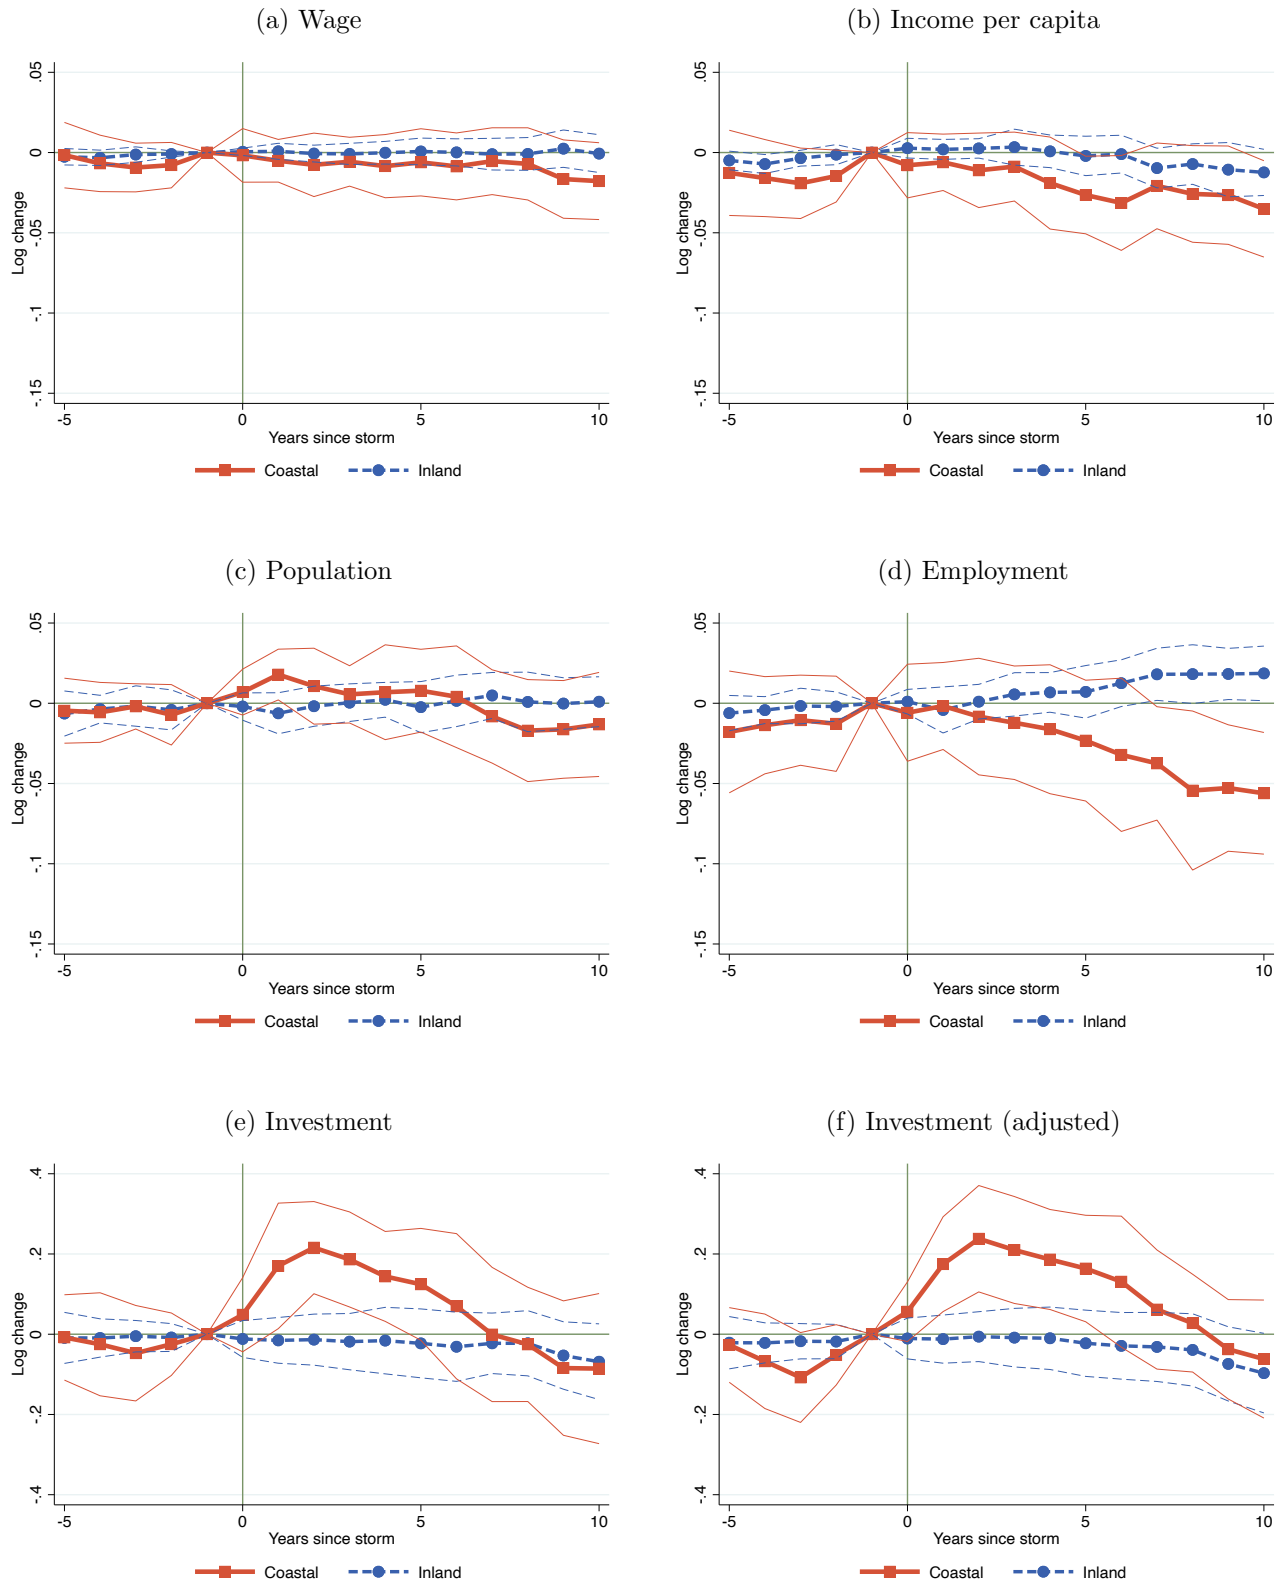 (a) Wage
.05
0
-.05
-.1
-.15
Log change
-5 0 5 10
Years since storm
Coastal Inland
(b) Income per capita
.05
0
-.05
-.1
-.15
Log change
-5 0 5 10
Years since storm
Coastal Inland
(c) Population
.05
0
-.05
-.1
-.15
Log change
-5 0 5 10
Years since storm
Coastal Inland
(d) Employment
.05
0
-.05
-.1
-.15
Log change
-5 0 5 10
Years since storm
Coastal Inland
(e) Investment
.4
.2
0
-.2
-.4
Log change
-5 0 5 10
Years since storm
Coastal Inland
(f) Investment (adjusted)
.4
.2
0
-.2
-.4
Log change
-5 0 5 10
Years since storm
Coastal Inland